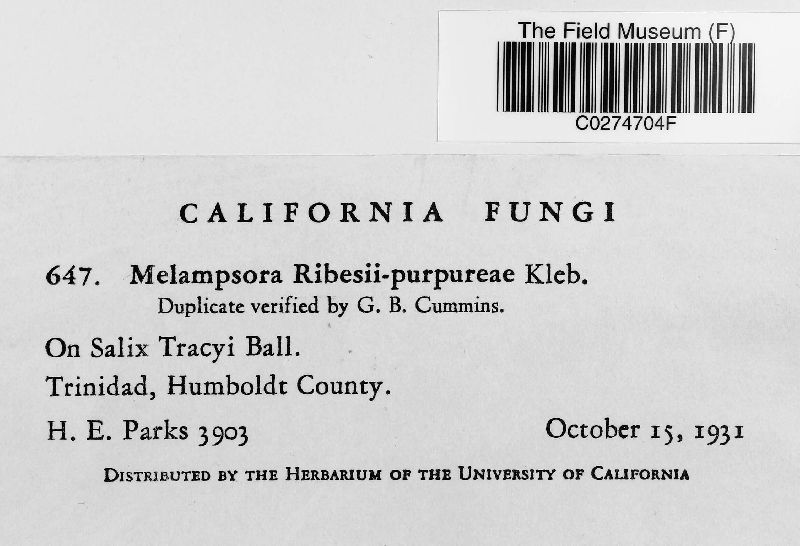 The Field Museum (F)
C0274704F
CALIFORNIA FUNGI
647. Melampsora Ribesii-purpureae Kleb.
Duplicate verified by G. B. Cummins.
On Salix Tracyi Ball.
Trinidad, Humboldt County.
H. E. Parks 3903 October 15, 1931
DISTRIBUTED BY THE HERBARIUM OF THE UNIVERSITY OF CALIFORNIA